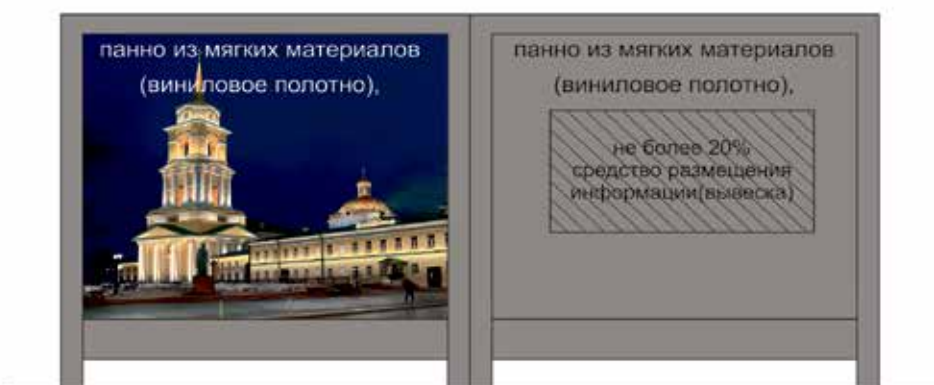 панно из мягких материалов
(виниловое полотно),
панно из мягких материалов
(виниловое полотно),
не более 20%
средство размещения
информации(вывеска)